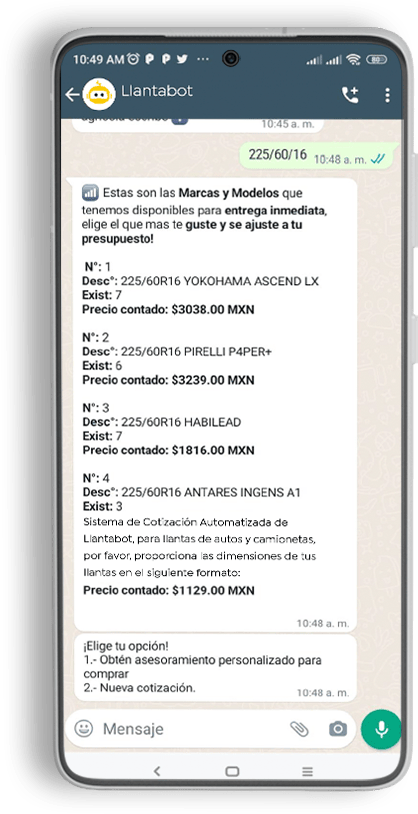 10:49 AM
80
Llantabot
agrícola escribe
10:45 a. m.
225/60/16 10:48 a. m.
Estas son las Marcas y Modelos que
tenemos disponibles para entrega inmediata,
elige el que mas te guste y se ajuste a tu
presupuesto!
N°: 1
Desc°: 225/60R16 YOKOHAMA ASCEND LX
Exist: 7
Precio contado: $3038.00 MXN
N°: 2
Desc°: 225/60R16 PIRELLI P4PER+
Exist: 6
Precio contado: $3239.00 MXN
N°: 3
Desc°: 225/60R16 HABILEAD
Exist: 7
Precio contado: $1816.00 MXN
N°: 4
Desc°: 225/60R16 ANTARES INGENS A1
Exist: 3
Sistema de Cotización Automatizada de
Llantabot, para llantas de autos y camionetas,
por favor, proporciona las dimensiones de tus
llantas en el siguiente formato:
Precio contado: $1129.00 MXN
10:48 a. m.
¡Elige tu opción!
1.- Obtén asesoramiento personalizado para
comprar
2.- Nueva cotización.
10:48 a. m.
Mensaje